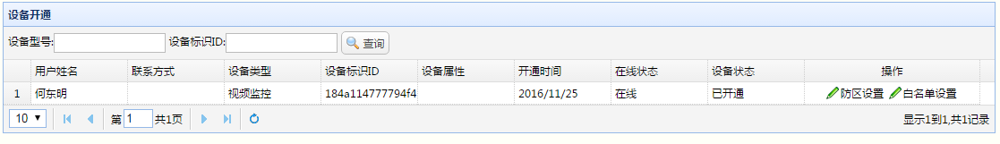 设备开通
设备型号: 设备标识ID: 查询
用户姓名 联系方式 设备类型 设备标识ID 设备属性 开通时间 在线状态 设备状态 操作
1 何东明 视频监控 184a114777794f4 2016/11/25 在线 已开通 防区设置 白名单设置
10 第 1 共1页 显示1到1,共1记录